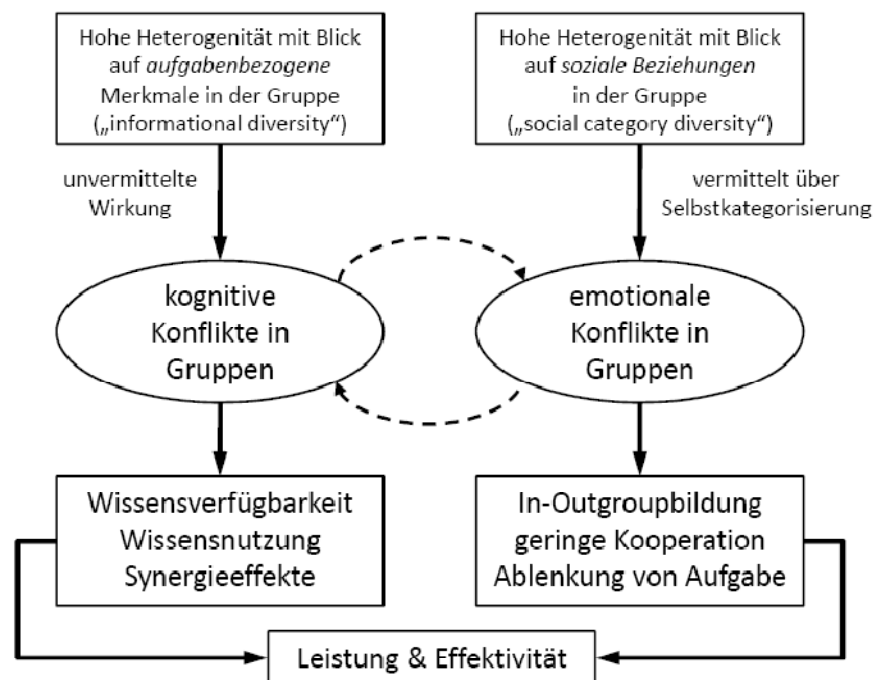 Hohe Heterogenität mit Blick
auf aufgabenbezogene
Merkmale in der Gruppe
(„informational diversity“)
Hohe Heterogenität mit Blick
auf soziale Beziehungen
in der Gruppe
(„social category diversity“)
unvermittelte
Wirkung
vermittelt über
Selbstkategorisierung
kognitive
Konflikte in
Gruppen
emotionale
Konflikte in
Gruppen
Wissensverfügbarkeit
Wissensnutzung
Synergieeffekte
In-Outgroupbildung
geringe Kooperation
Ablenkung von Aufgabe
Leistung & Effektivität